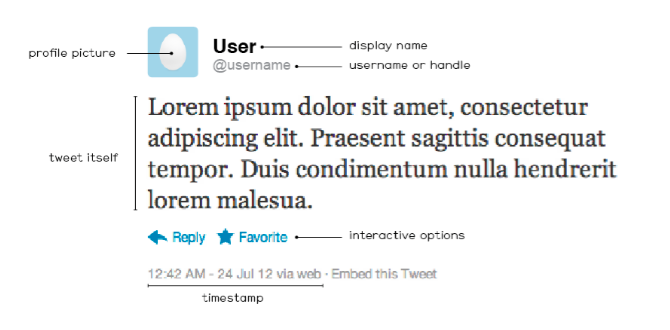 profile picture
User
display name
@username
username or handle
tweet itself
Lorem ipsum dolor sit amet, consectetur
adipiscing elit. Praesent sagittis consequat
tempor. Duis condimentum nulla hendrerit
lorem malesua.
Reply Favorite
interactive options
12:42 AM - 24 Jul 12 via web · Embed this Tweet
timestamp